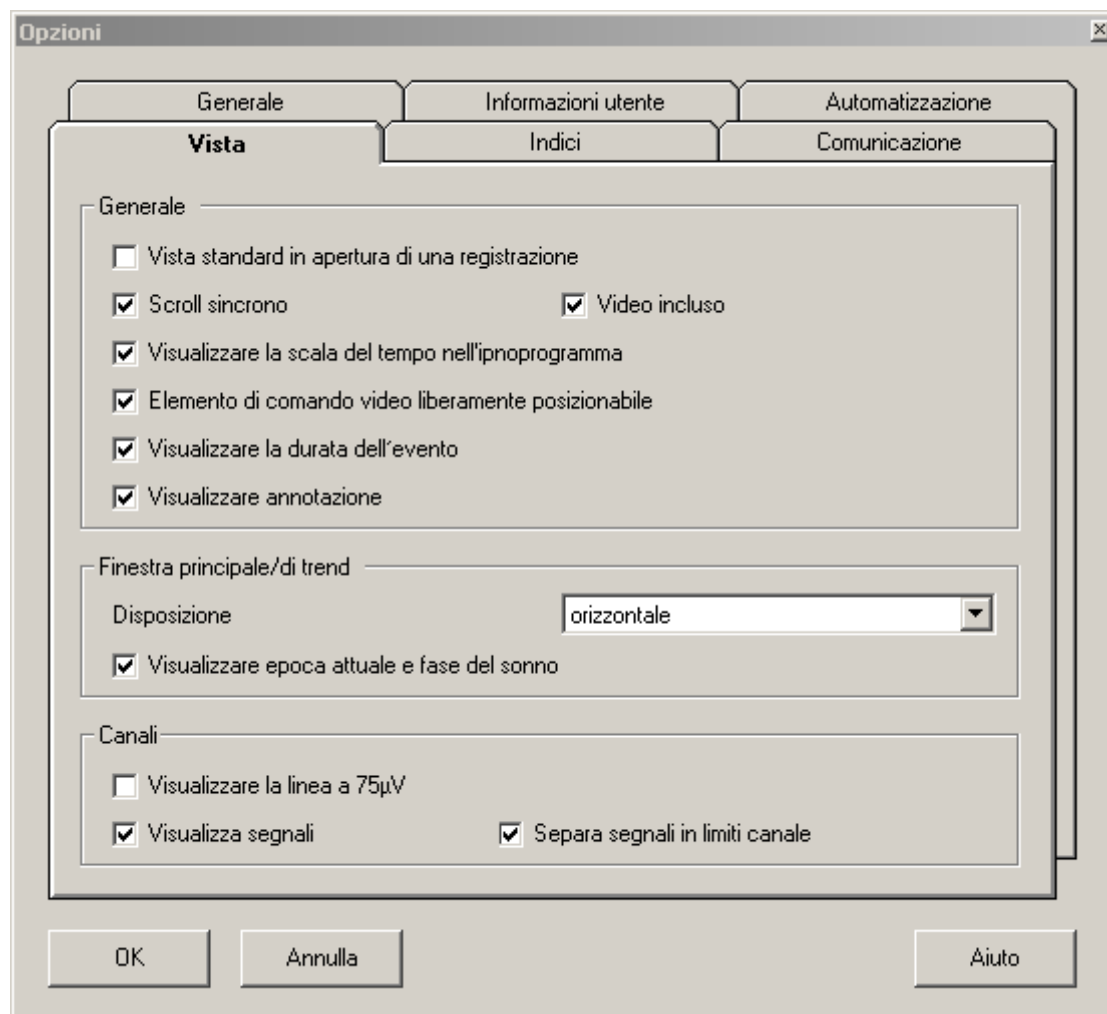 Opzioni
Generale Informazioni utente Automatizzazione
Vista Indici Comunicazione
Generale
Vista standard in apertura di una registrazione
Scroll sincrono Video incluso
Visualizzare la scala del tempo nell'ipnoprogramma
Elemento di comando video liberamente posizionabile
Visualizzare la durata dell´evento
Visualizzare annotazione
Finestra principale/di trend
Disposizione orizzontale
Visualizzare epoca attuale e fase del sonno
Canali
Visualizzare la linea a 75µV
Visualizza segnali Separa segnali in limiti canale
OK Annulla Aiuto